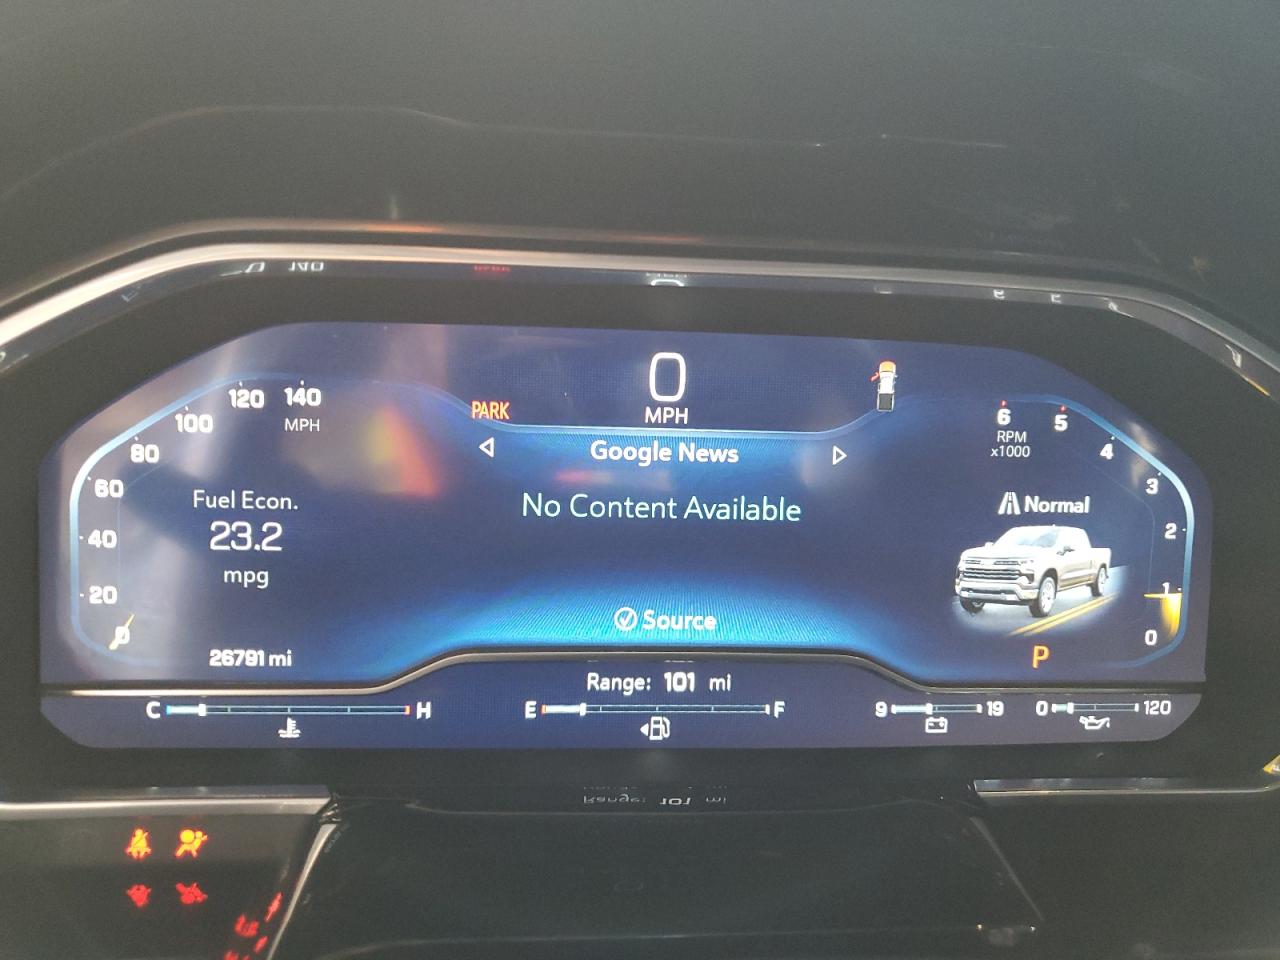 0
MPH
PARK
Google News
No Content Available
Source
0
20
40
60
80
100
120
140
MPH
Fuel Econ.
23.2
mpg
26791 mi
6
5
4
3
2
1
0
RPM
x1000
Normal
P
Range: 101 mi
C H
E F
9 19
0 120